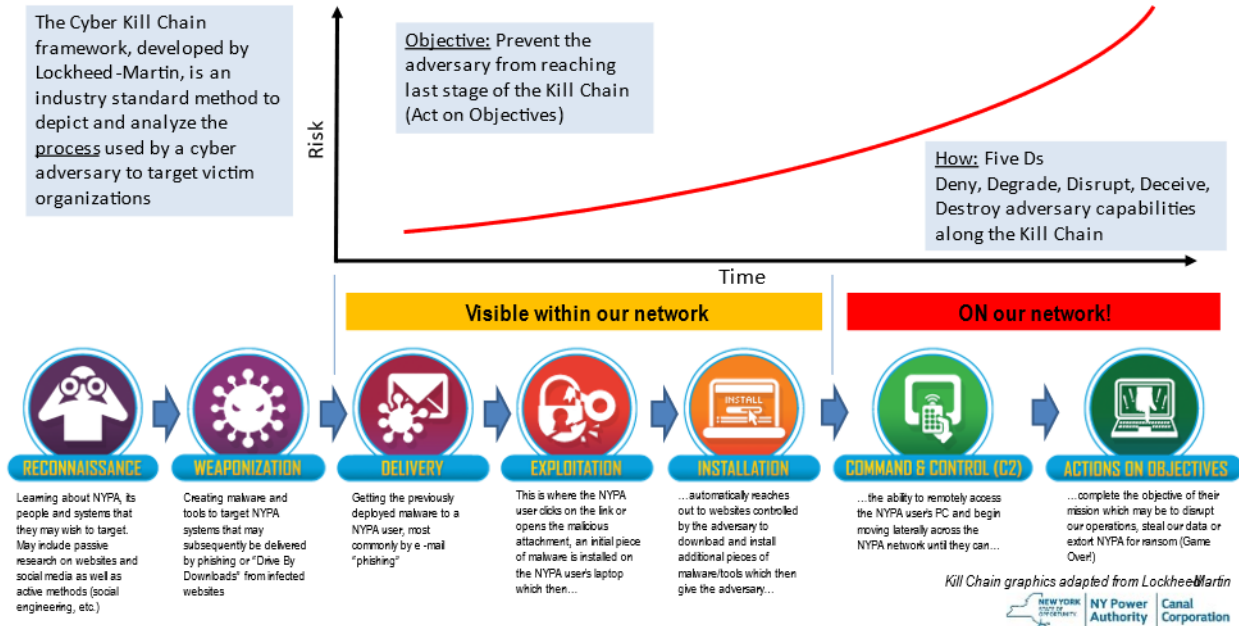 The Cyber Kill Chain
framework, developed by
Lockheed-Martin, is an
industry standard method to
depict and analyze the
process used by a cyber
adversary to target victim
organizations
Objective: Prevent the
adversary from reaching
last stage of the Kill Chain
(Act on Objectives)
Risk
How: Five Ds
Deny, Degrade, Disrupt, Deceive,
Destroy adversary capabilities
along the Kill Chain
Time
Visible within our network
ON our network!
INSTALL
RECONNAISSANCE
Learning about NYPA, its
people and systems that
they may wish to target.
May include passive
research on websites and
social media as well as
active methods (social
engineering, etc.)
WEAPONIZATION
Creating malware and
tools to target NYPA
systems that may
subsequently be delivered
by phishing or "Drive By
Downloads" from infected
websites
DELIVERY
Getting the previously
deployed malware to a
NYPA user, most
commonly by e-mail
"phishing"
EXPLOITATION
This is where the NYPA
user clicks on the link or
opens the malicious
attachment, an initial piece
of malware is installed on
the NYPA user's laptop
which then…
INSTALLATION
…automatically reaches
out to websites controlled
by the adversary to
download and install
additional pieces of
malware/tools which then
give the adversary…
COMMAND & CONTROL (C2)
…the ability to remotely access
the NYPA user's PC and begin
moving laterally across the
NYPA network until they can…
ACTIONS ON OBJECTIVES
…complete the objective of their
mission which may be to disrupt
our operations, steal our data or
extort NYPA for ransom (Game
Over!)
Kill Chain graphics adapted from Lockheed-Martin
NEW YORK
STATE OF
OPPORTUNITY.
NY Power
Authority
Canal
Corporation